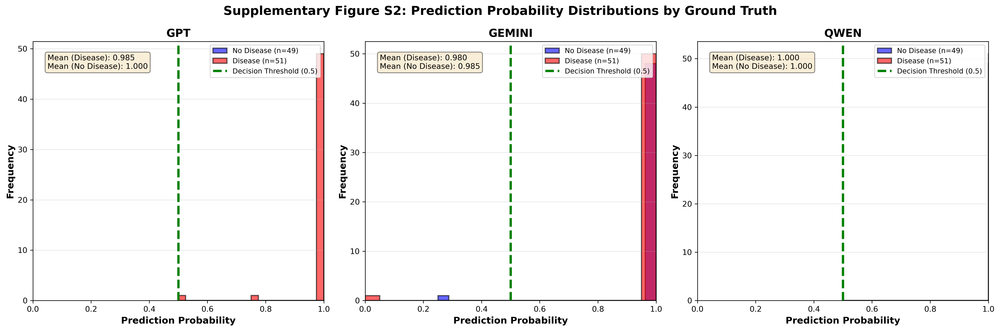 Supplementary Figure S2: Prediction Probability Distributions by Ground Truth
GPT
Mean (Disease): 0.985
Mean (No Disease): 1.000
No Disease (n=49)
Disease (n=51)
Decision Threshold (0.5)
Frequency
50
40
30
20
10
0
0.0 0.2 0.4 0.6 0.8 1.0
Prediction Probability
GEMINI
Mean (Disease): 0.980
Mean (No Disease): 0.985
No Disease (n=49)
Disease (n=51)
Decision Threshold (0.5)
Frequency
50
40
30
20
10
0
0.0 0.2 0.4 0.6 0.8 1.0
Prediction Probability
QWEN
Mean (Disease): 1.000
Mean (No Disease): 1.000
No Disease (n=49)
Disease (n=51)
Decision Threshold (0.5)
Frequency
50
40
30
20
10
0
0.0 0.2 0.4 0.6 0.8 1.0
Prediction Probability